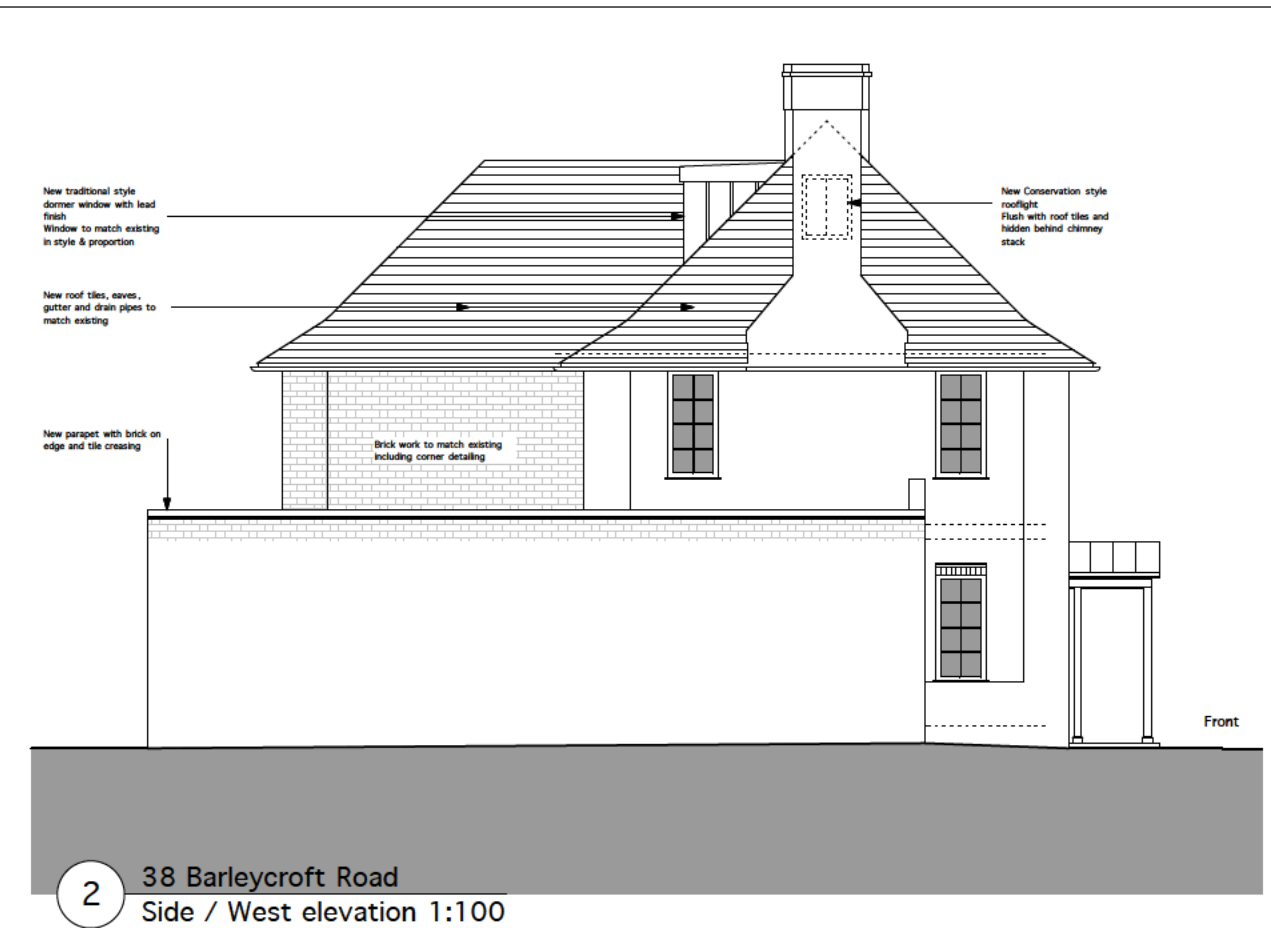 New traditional style
dormer window with lead
finish
Window to match existing
in style & proportion
New Conservation style
rooflight
Flush with roof tiles and
hidden behind chimney
stack
New roof tiles, eaves,
gutter and drain pipes to
match existing
New parapet with brick on
edge and tile creasing
Brick work to match existing
including corner detailing
Front
2
38 Barleycroft Road
Side / West elevation 1:100